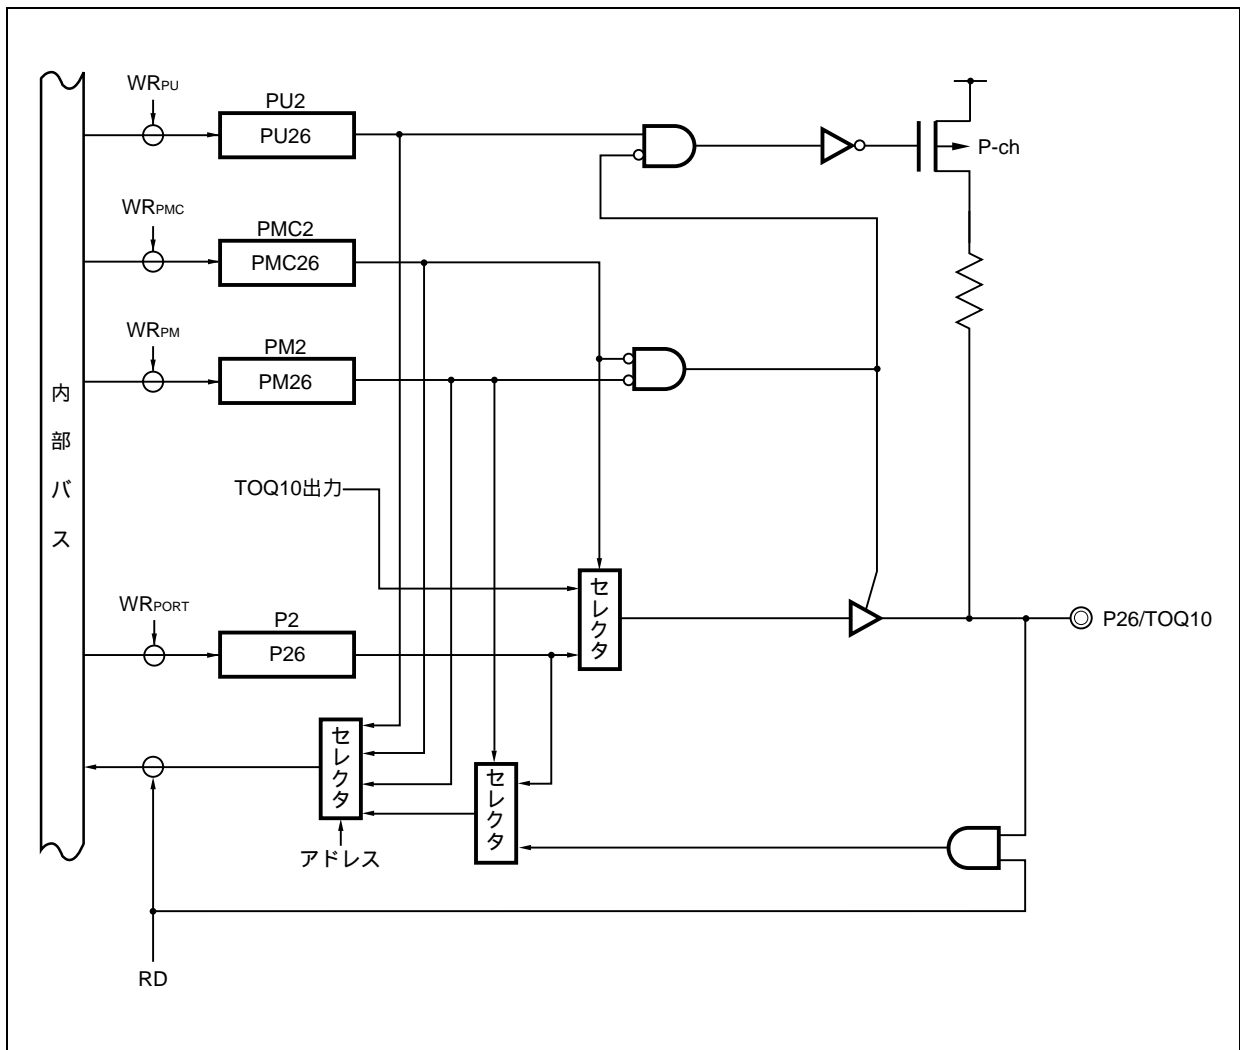 WRPU
PU2
PU26
P-ch
WRPMC
PMC2
PMC26
WRPM
PM2
PM26
内部バス
TOQ10出力
セレクタ
WRPORT
P2
P26
P26/TOQ10
セレクタ
セレクタ
アドレス
RD